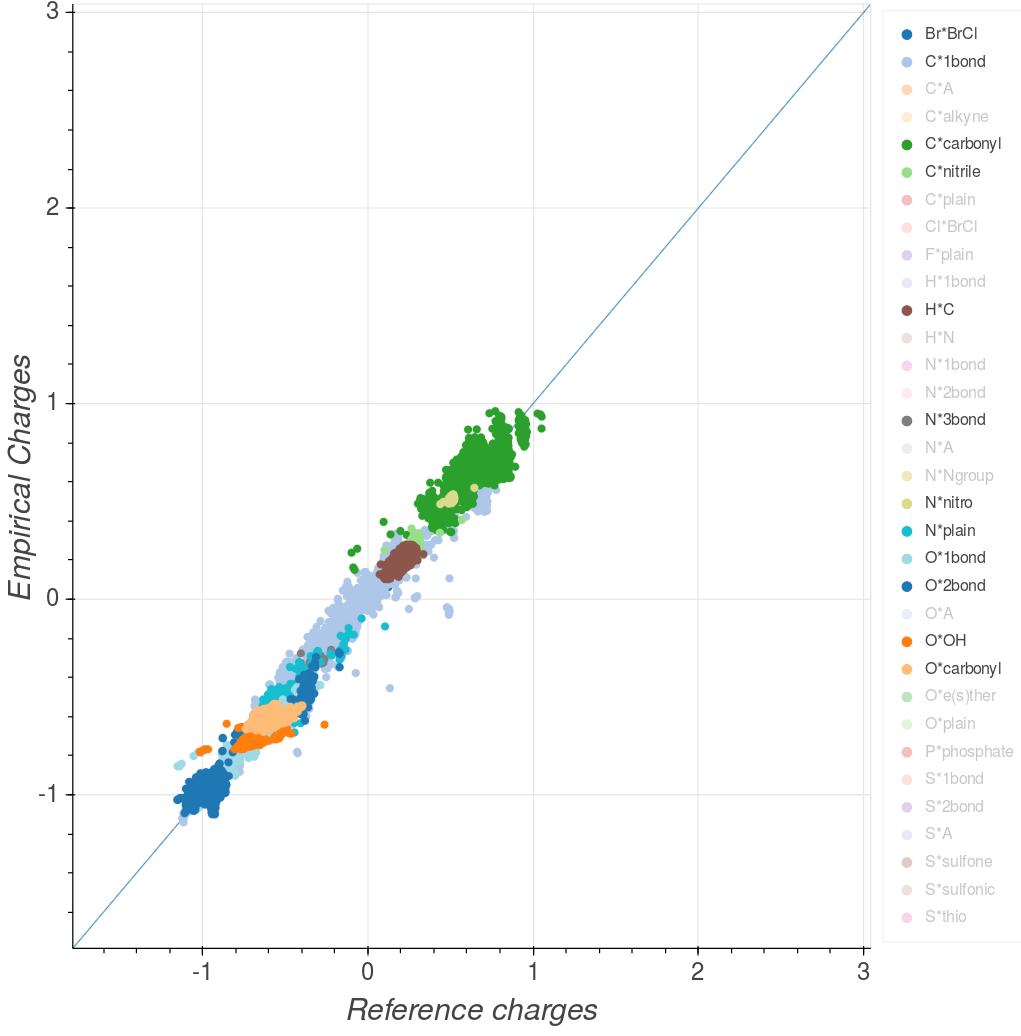 3
2
1
0
-1
Empirical Charges
-1
0
1
2
3
Reference charges
Br*BrCl
C*1bond
C*A
C*alkyne
C*carbonyl
C*nitrile
C*plain
Cl*BrCl
F*plain
H*1bond
H*C
H*N
N*1bond
N*2bond
N*3bond
N*A
N*Ngroup
N*nitro
N*plain
O*1bond
O*2bond
O*A
O*OH
O*carbonyl
O*e(s)ther
O*plain
P*phosphate
S*1bond
S*2bond
S*A
S*sulfone
S*sulfonic
S*thio